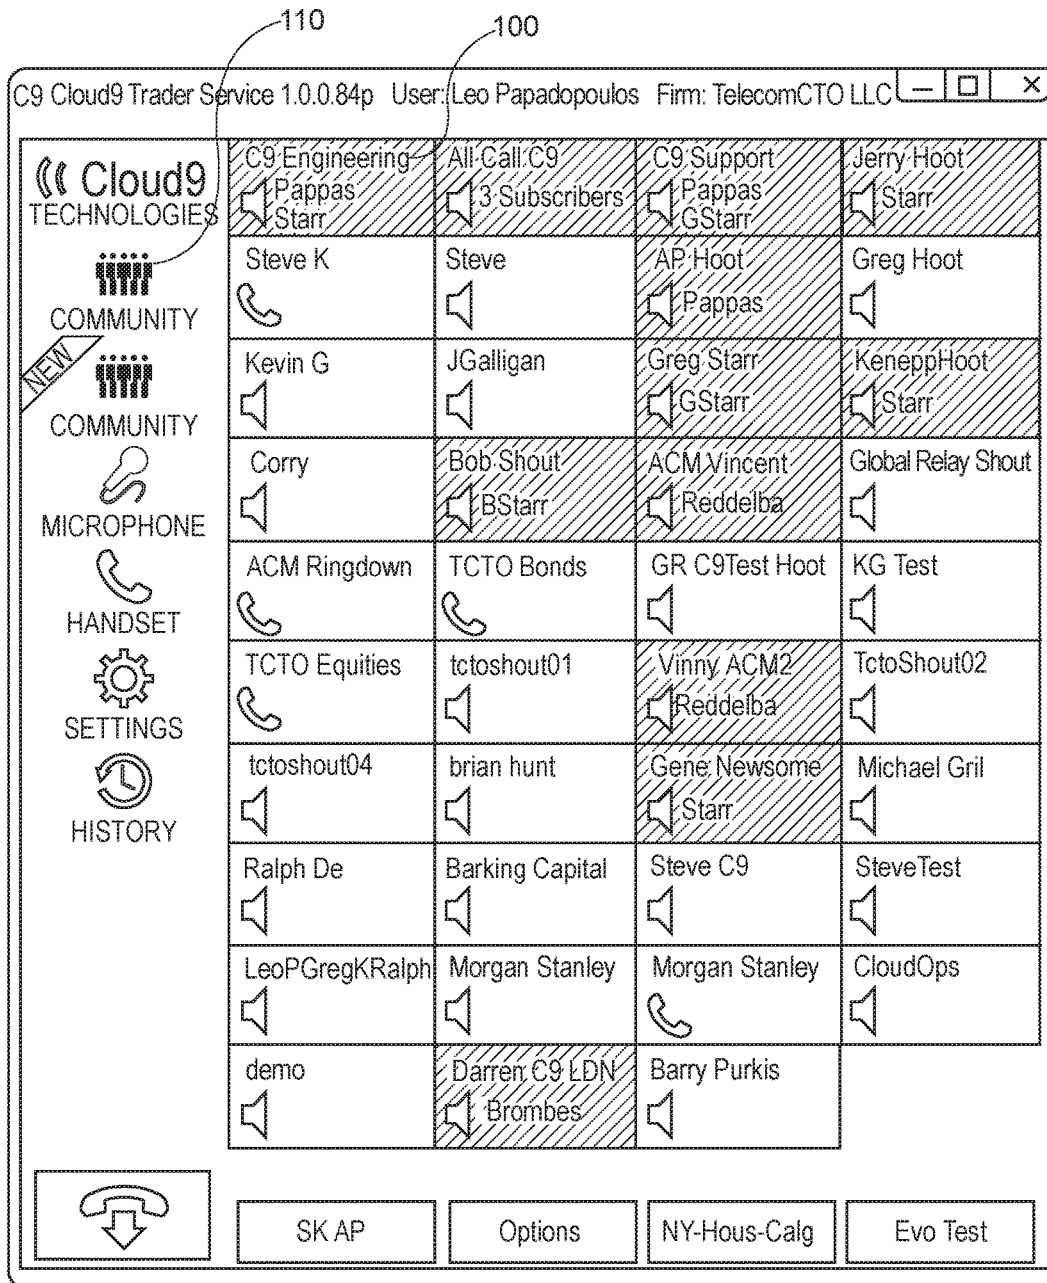 110
100
C9 Cloud9 Trader Service 1.0.0.84p User: Leo Papadopoulos Firm: TelecomCTO LLC
Cloud9
TECHNOLOGIES
COMMUNITY
NEW
COMMUNITY
MICROPHONE
HANDSET
SETTINGS
HISTORY
C9 Engineering
Pappas
Starr
All Call C9
3 Subscribers
C9 Support
Pappas
GStarr
Jerry Hoot
Starr
Steve K
Steve
AP Hoot
Pappas
Greg Hoot
Kevin G
JGalligan
Greg Starr
GStarr
KeneppHoot
Starr
Corry
Bob Shout
BStarr
ACM Vincent
Reddelba
Global Relay Shout
ACM Ringdown
TCTO Bonds
GR C9Test Hoot
KG Test
TCTO Equities
tctoshout01
Vinny ACM2
Reddelba
TctoShout02
tctoshout04
brian hunt
Gene Newsome
Starr
Michael Gril
Ralph De
Barking Capital
Steve C9
SteveTest
LeoPGregKRalph
Morgan Stanley
Morgan Stanley
CloudOps
demo
Darren C9 LDN
Brombes
Barry Purkis
SK AP
Options
NY-Hous-Calg
Evo Test